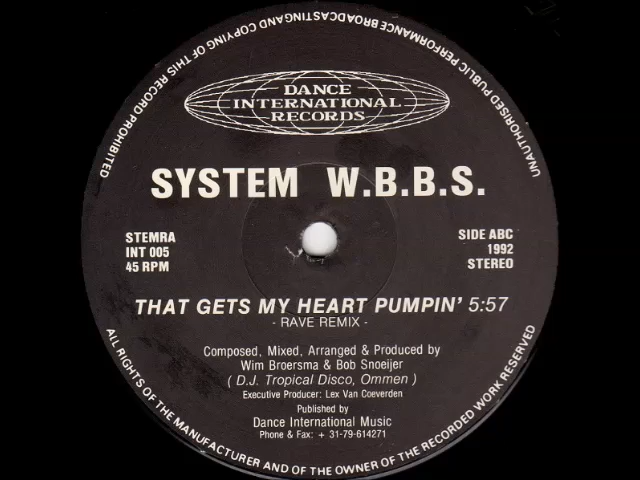 UNAUTHORISED PUBLIC PERFORMANCE BROADCASTING AND COPYING OF THIS RECORD PROHIBITED
DANCE
INTERNATIONAL
RECORDS
SYSTEM W.B.B.S.
STEMRA
INT 005
45 RPM
SIDE ABC
1992
STEREO
THAT GETS MY HEART PUMPIN' 5:57
- RAVE REMIX -
Composed, Mixed, Arranged & Produced by
Wim Broersma & Bob Snoeijer
( D.J. Tropical Disco, Ommen )
Executive Producer: Lex Van Coeverden
Published by
Dance International Music
Phone & Fax: + 31-79-614271
ALL RIGHTS OF THE MANUFACTURER AND OF THE OWNER OF THE RECORDED WORK RESERVED